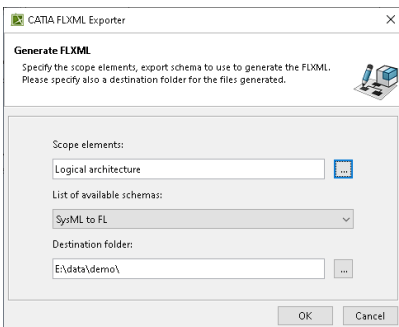 CATIA FLXML Exporter
Generate FLXML
Specify the scope elements, export schema to use to generate the FLXML.
Please specify also a destination folder for the files generated.
Scope elements:
Logical architecture
...
List of available schemas:
SysML to FL
Destination folder:
E:\data\demo\
...
OK Cancel